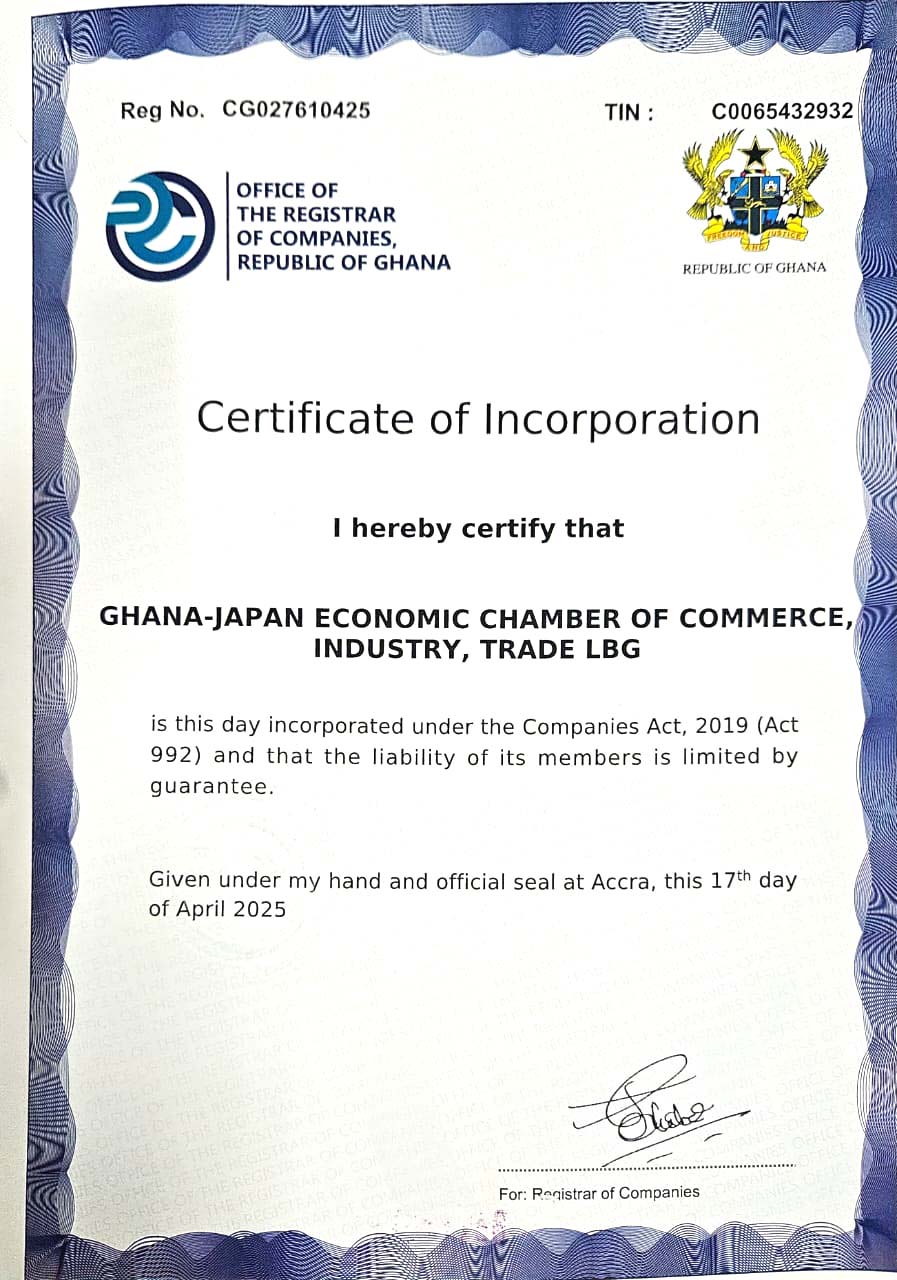 Reg No. CG027610425
TIN : C0065432932
OFFICE OF
THE REGISTRAR
OF COMPANIES,
REPUBLIC OF GHANA
FREEDOM AND JUSTICE
REPUBLIC OF GHANA
Certificate of Incorporation
I hereby certify that
GHANA-JAPAN ECONOMIC CHAMBER OF COMMERCE,
INDUSTRY, TRADE LBG
is this day incorporated under the Companies Act, 2019 (Act
992) and that the liability of its members is limited by
guarantee.
Given under my hand and official seal at Accra, this 17th day
of April 2025
For: Registrar of Companies